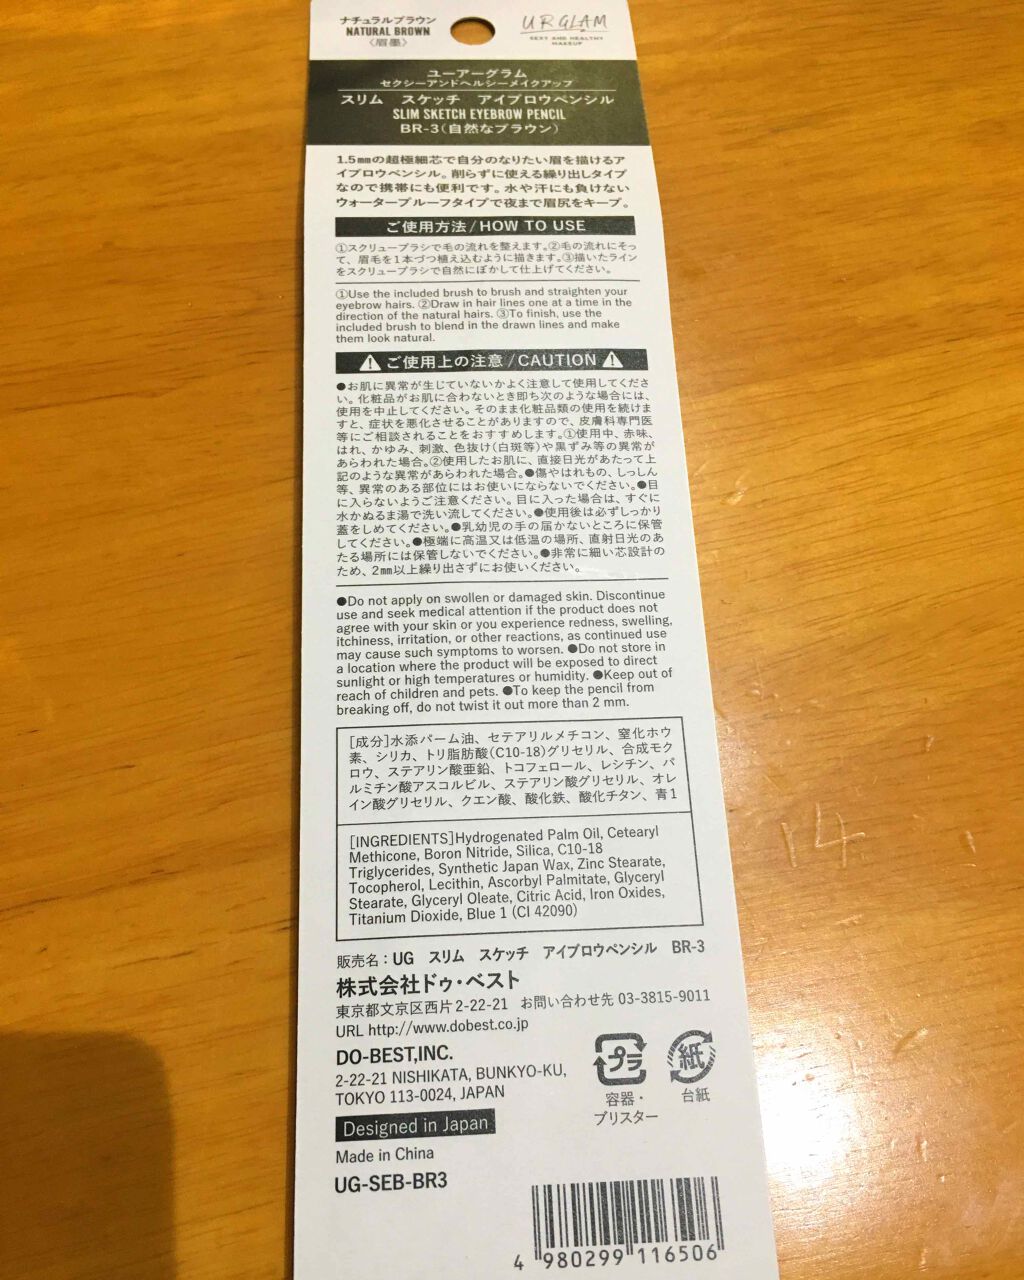 ナチュラルブラウン
NATURAL BROWN
〈眉墨〉
URGLAM
SEXY AND HEALTHY
MAKEUP
ユーアーグラム
セクシーアンドヘルシーメイクアップ
スリム スケッチ アイブロウペンシル
SLIM SKETCH EYEBROW PENCIL
BR-3(自然なブラウン)
1.5㎜の超極細芯で自分のなりたい眉を描けるア
イブロウペンシル。削らずに使える繰り出しタイプ
なので携帯にも便利です。水や汗にも負けない
ウォータープルーフタイプで夜まで眉尻をキープ。
ご使用方法/HOW TO USE
①スクリューブラシで毛の流れを整えます。②毛の流れにそっ
て、眉毛を1本づつ植え込むように描きます。③描いたライン
をスクリューブラシで自然にぼかして仕上げてください。
①Use the included brush to brush and straighten your
eyebrow hairs. ②Draw in hair lines one at a time in the
direction of the natural hairs. ③To finish, use the
included brush to blend in the drawn lines and make
them look natural.
ご使用上の注意/CAUTION
●お肌に異常が生じていないかよく注意して使用してくださ
い。化粧品がお肌に合わないとき即ち次のような場合には、
使用を中止してください。そのまま化粧品類の使用を続けま
すと、症状を悪化させることがありますので、皮膚科専門医
等にご相談されることをおすすめします。①使用中、赤味、
はれ、かゆみ、刺激、色抜け(白斑等)や黒ずみ等の異常が
あらわれた場合。②使用したお肌に、直接日光があたって上
記のような異常があらわれた場合。●傷やはれもの、しっしん
等、異常のある部位にはお使いにならないでください。●目
に入らないようご注意ください。目に入った場合は、すぐに
水かぬるま湯で洗い流してください。●使用後は必ずしっかり
蓋をしめてください。●乳幼児の手の届かないところに保管
してください。●極端に高温又は低温の場所、直射日光のあ
たる場所には保管しないでください。●非常に細い芯設計の
ため、2㎜以上繰り出さずにお使いください。
●Do not apply on swollen or damaged skin. Discontinue
use and seek medical attention if the product does not
agree with your skin or you experience redness, swelling,
itchiness, irritation, or other reactions, as continued use
may cause such symptoms to worsen. ●Do not store in
a location where the product will be exposed to direct
sunlight or high temperatures or humidity. ●Keep out of
reach of children and pets. ●To keep the pencil from
breaking off, do not twist it out more than 2 mm.
[成分]水添パーム油、セテアリルメチコン、窒化ホウ
素、シリカ、トリ脂肪酸(C10-18)グリセリル、合成モク
ロウ、ステアリン酸亜鉛、トコフェロール、レシチン、パ
ルミチン酸アスコルビル、ステアリン酸グリセリル、オレ
イン酸グリセリル、クエン酸、酸化鉄、酸化チタン、青1
[INGREDIENTS]Hydrogenated Palm Oil, Cetearyl
Methicone, Boron Nitride, Silica, C10-18
Triglycerides, Synthetic Japan Wax, Zinc Stearate,
Tocopherol, Lecithin, Ascorbyl Palmitate, Glyceryl
Stearate, Glyceryl Oleate, Citric Acid, Iron Oxides,
Titanium Dioxide, Blue 1 (CI 42090)
販売名：UG スリム スケッチ アイブロウペンシル BR-3
株式会社ドゥ・ベスト
東京都文京区西片2-22-21 お問い合わせ先 03-3815-9011
URL http://www.dobest.co.jp
DO-BEST,INC.
2-22-21 NISHIKATA, BUNKYO-KU,
TOKYO 113-0024, JAPAN
プラ
容器・
ブリスター
紙
台紙
Designed in Japan
Made in China
UG-SEB-BR3
4 980299 116506
14